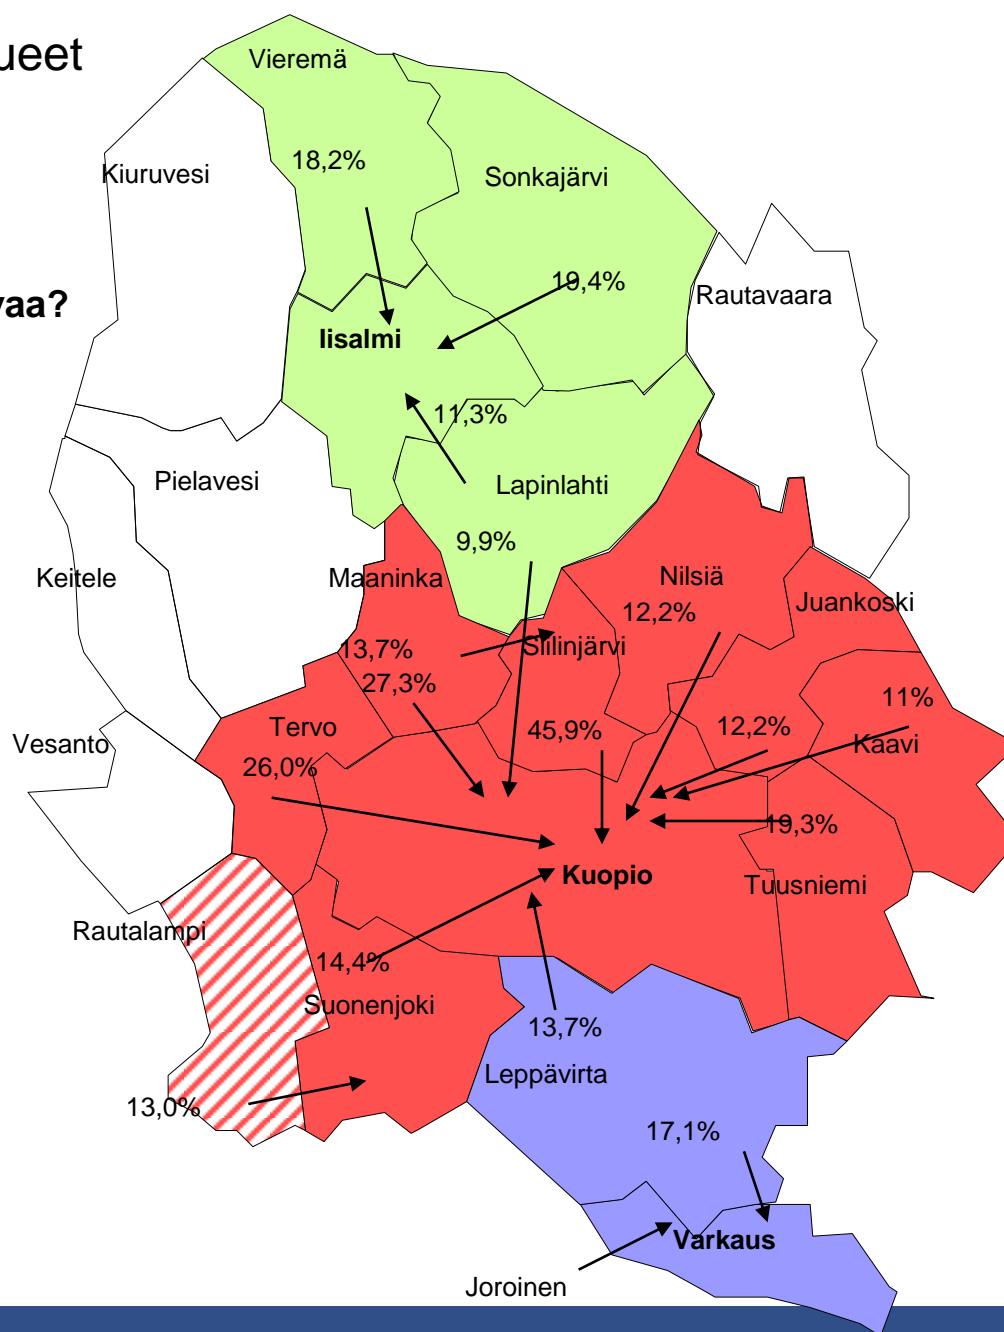 ueet
Vieremä
18,2%
Kiuruvesi
Sonkajärvi
19,4%
Rautavaara
vaa?
Iisalmi
11,3%
Pielavesi
Lapinlahti
9,9%
Keitele
Maaninka
Nilsiä
Juankoski
12,2%
13,7%
Siilinjärvi
27,3%
11%
Tervo
45,9%
12,2%
Vesanto
Kaavi
26,0%
19,3%
Kuopio
Tuusniemi
Rautalampi
14,4%
Suonenjoki
13,7%
Leppävirta
13,0%
17,1%
Varkaus
Joroinen